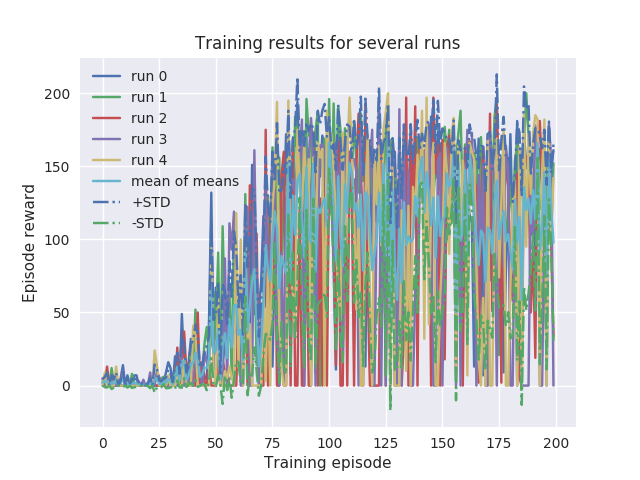 Training results for several runs
run 0
run 1
run 2
run 3
run 4
mean of means
+STD
-STD
Episode reward
200
150
100
50
0
0 25 50 75 100 125 150 175 200
Training episode